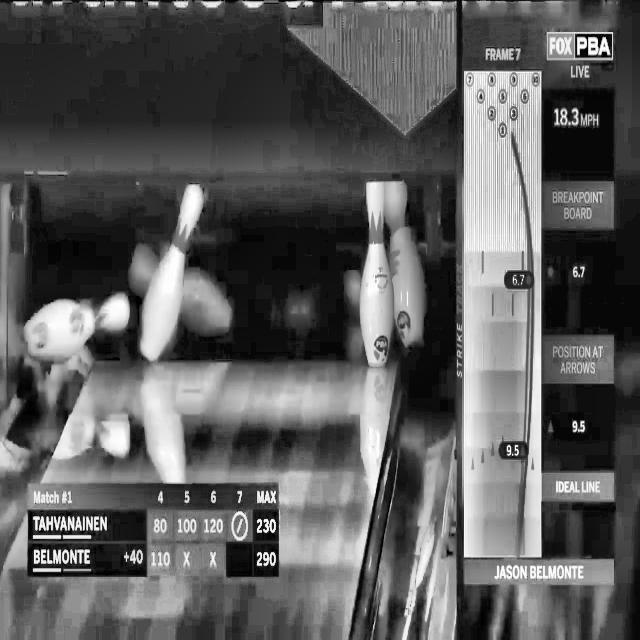 FRAME 7
FOX PBA
LIVE
18.3 MPH
BREAKPOINT
BOARD
6.7
6.7
POSITION AT
ARROWS
9.5
9.5
IDEAL LINE
JASON BELMONTE
STRIKE TRACK
Match #1 4 5 6 7 MAX
TAHVANAINEN 80 100 120 / 230
BELMONTE +40 110 X X 290